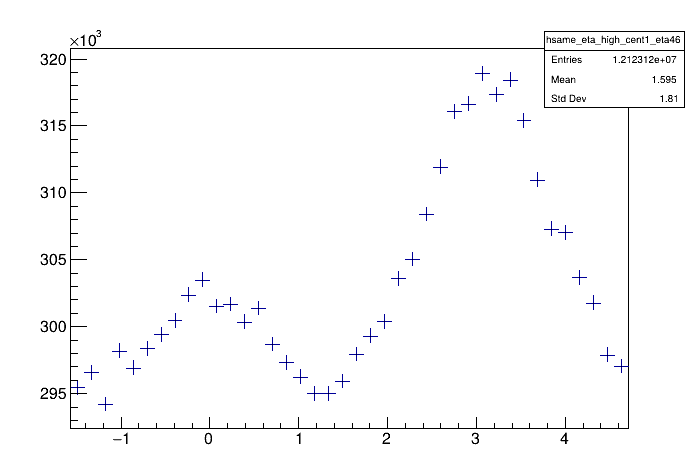 ×10³
hsame_eta_high_cent1_eta46
Entries 1.212312e+07
Mean 1.595
Std Dev 1.81
320
315
310
305
300
295
−1 0 1 2 3 4